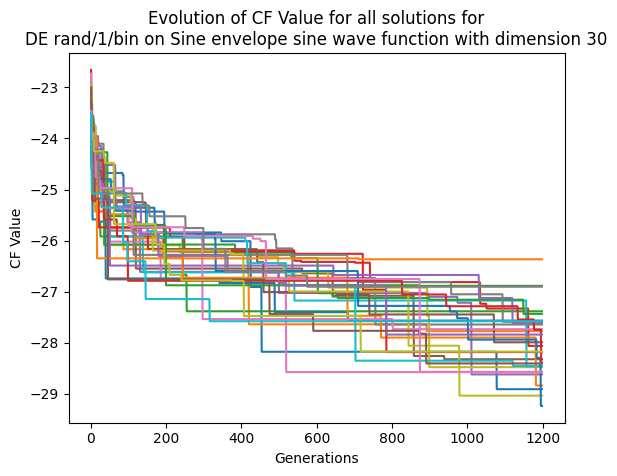 Evolution of CF Value for all solutions for
DE rand/1/bin on Sine envelope sine wave function with dimension 30
CF Value
−23
−24
−25
−26
−27
−28
−29
0 200 400 600 800 1000 1200
Generations